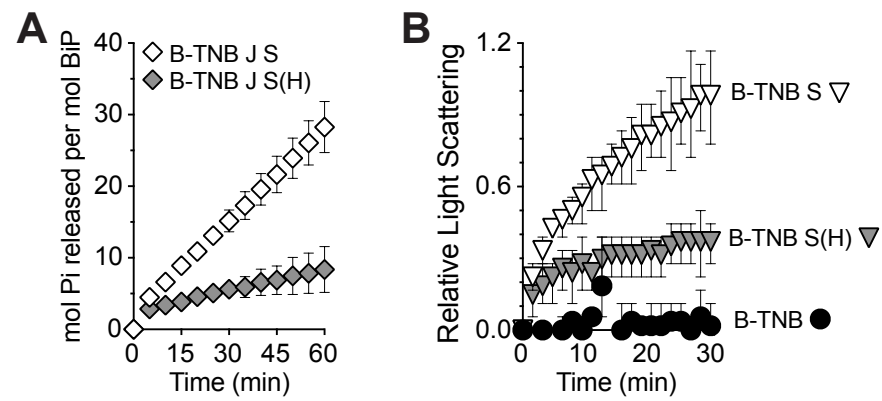 A
mol Pi released per mol BiP
40
30
20
10
0
B-TNB J S
B-TNB J S(H)
0 15 30 45 60
Time (min)
B
Relative Light Scattering
1.2
0.6
0.0
B-TNB S
B-TNB S(H)
B-TNB
0 10 20 30
Time (min)